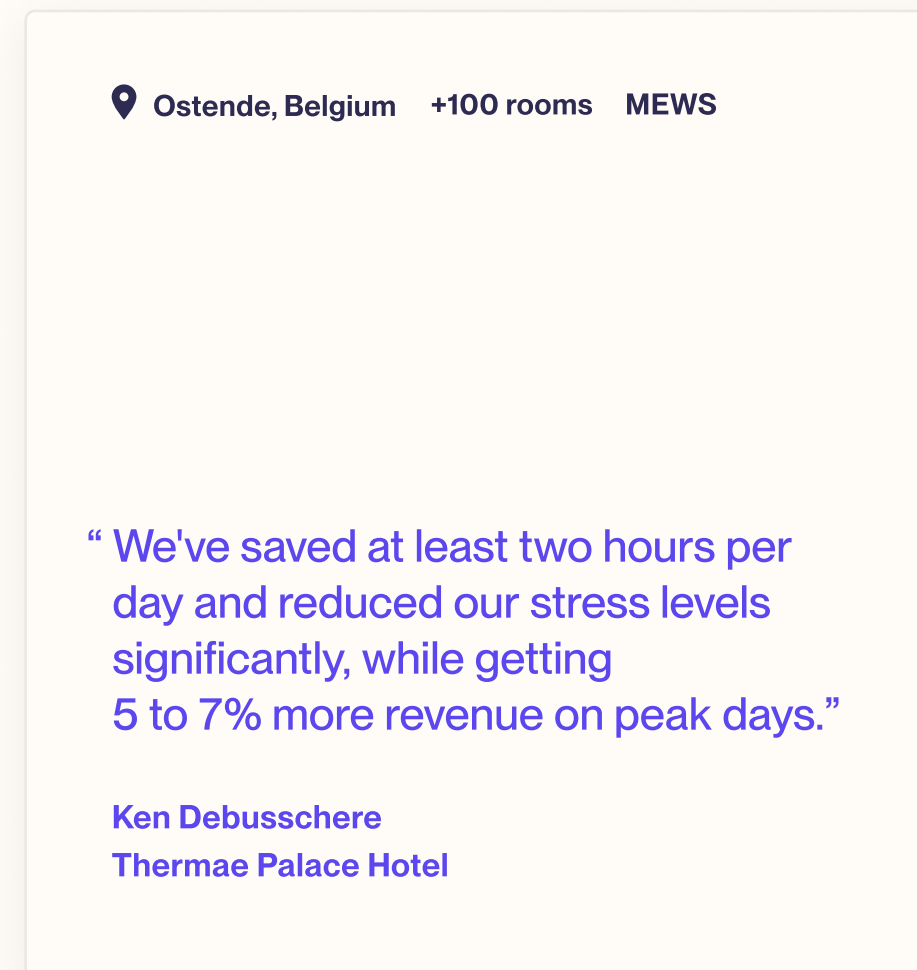 Ostende, Belgium +100 rooms MEWS
“ We've saved at least two hours per
day and reduced our stress levels
significantly, while getting
5 to 7% more revenue on peak days.”
Ken Debusschere
Thermae Palace Hotel